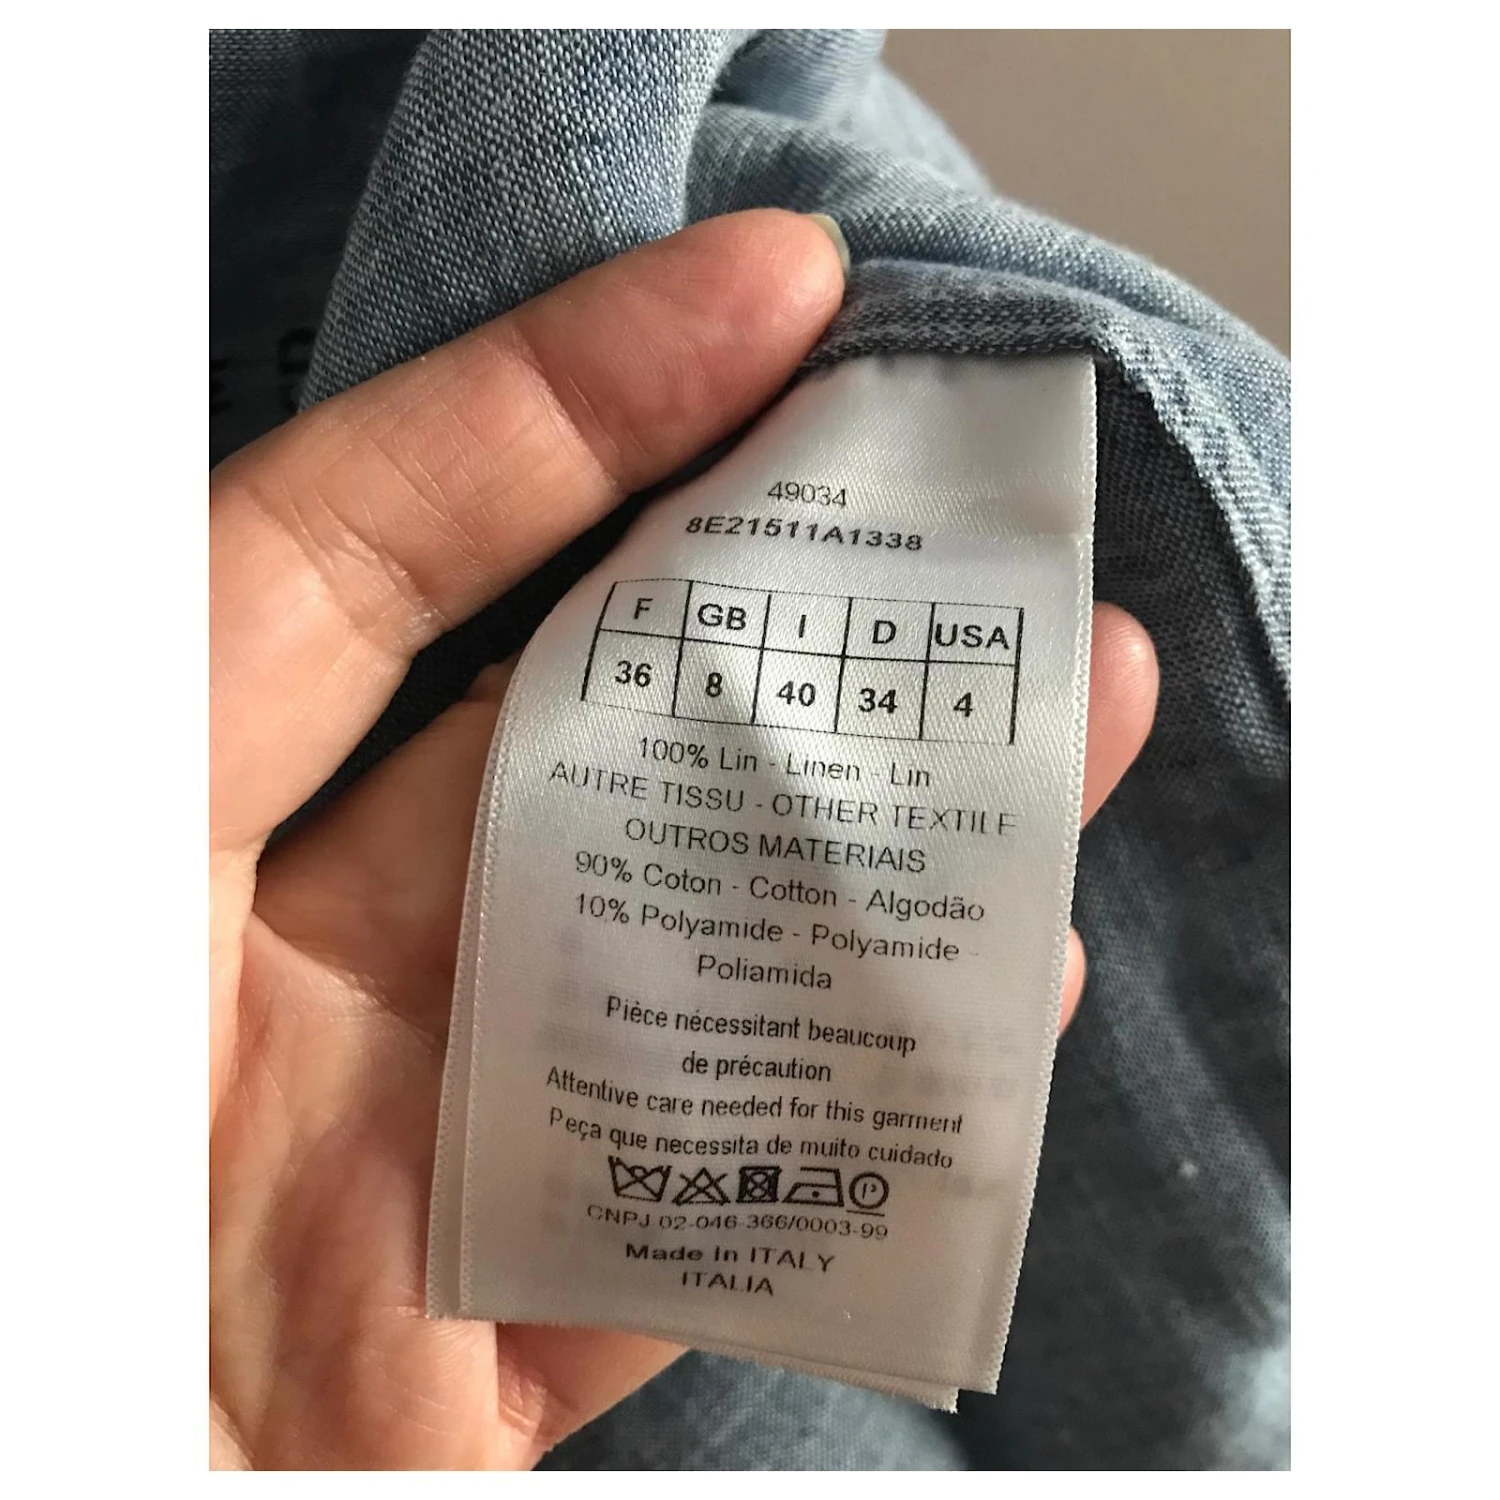 49034
8E21511A1338
F GB I D USA
36 8 40 34 4
100% Lin - Linen - Lin
AUTRE TISSU - OTHER TEXTILE
OUTROS MATERIAIS
90% Coton - Cotton - Algodão
10% Polyamide - Polyamide -
Poliamida
Pièce nécessitant beaucoup
de précaution
Attentive care needed for this garment
Peça que necessita de muito cuidado
P
CNPJ 02-046-366/0003-99
Made In ITALY
ITALIA